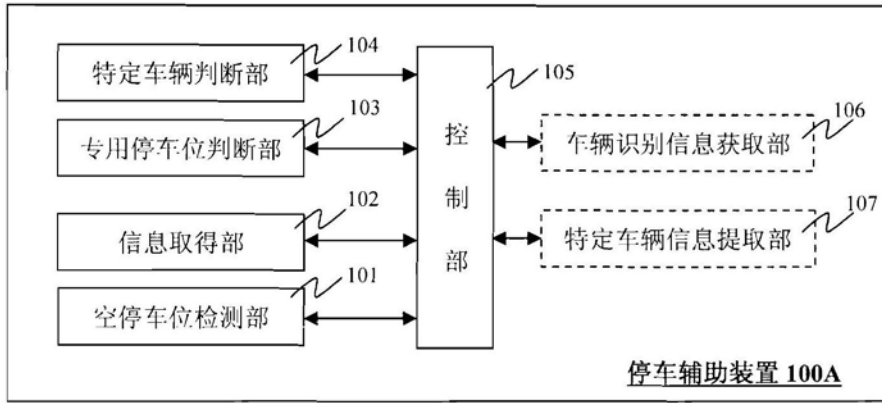 特定车辆判断部
104
专用停车位判断部
103
信息取得部
102
空停车位检测部
101
控制部
105
车辆识别信息获取部
106
特定车辆信息提取部
107
停车辅助装置 100A